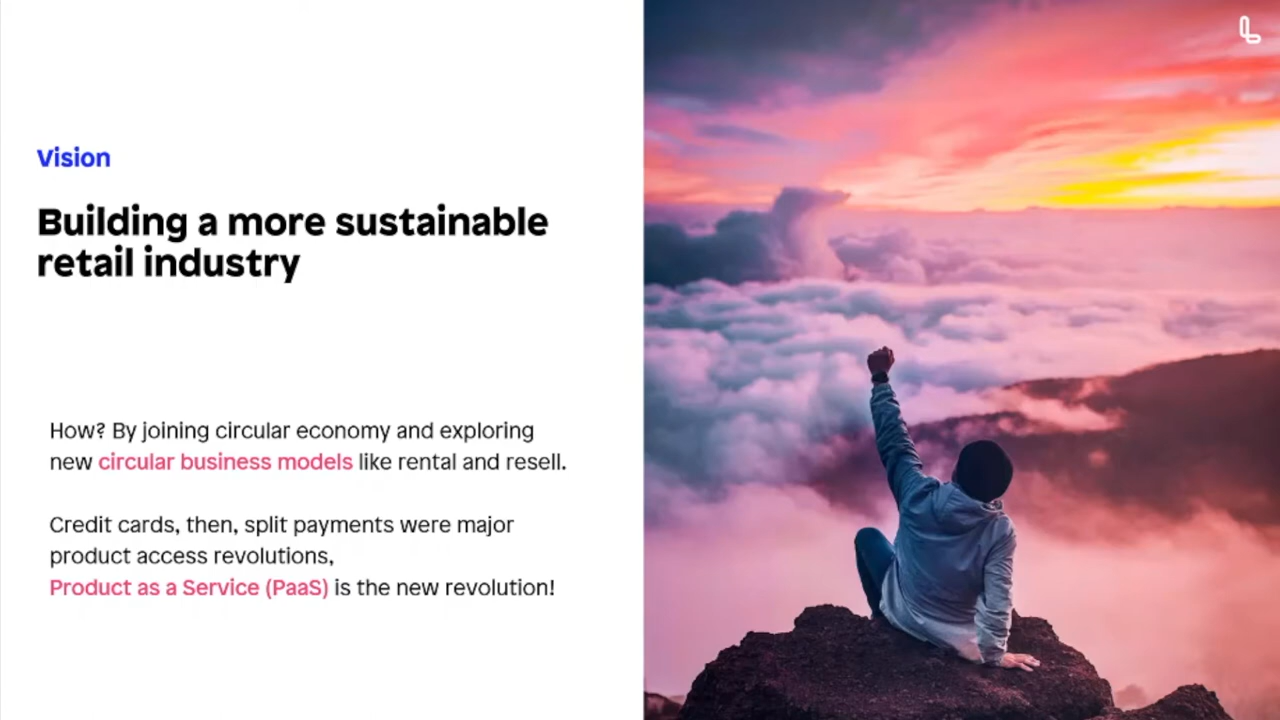 Vision
Building a more sustainable
retail industry
How? By joining circular economy and exploring
new circular business models like rental and resell.
Credit cards, then, split payments were major
product access revolutions,
Product as a Service (PaaS) is the new revolution!